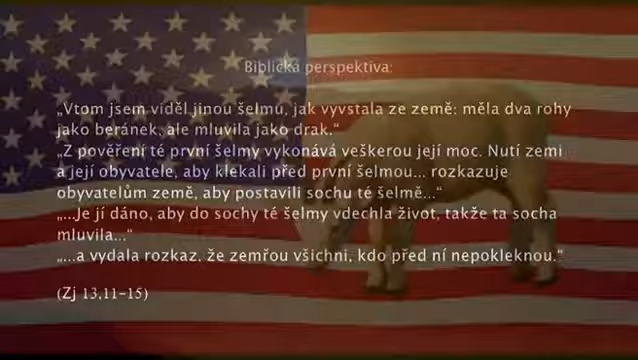 Biblická perspektiva:
„Vtom jsem viděl jinou šelmu, jak vyvstala ze země: měla dva rohy
jako beránek, ale mluvila jako drak.“
„Z pověření té první šelmy vykonává veškerou její moc. Nutí zemi
a její obyvatele, aby klekali před první šelmou... rozkazuje
obyvatelům země, aby postavili sochu té šelmě...“
„...Je jí dáno, aby do sochy té šelmy vdechla život, takže ta socha
mluvila...“
„...a vydala rozkaz, že zemřou všichni, kdo před ní nepokleknou.“
(Zj 13,11-15)